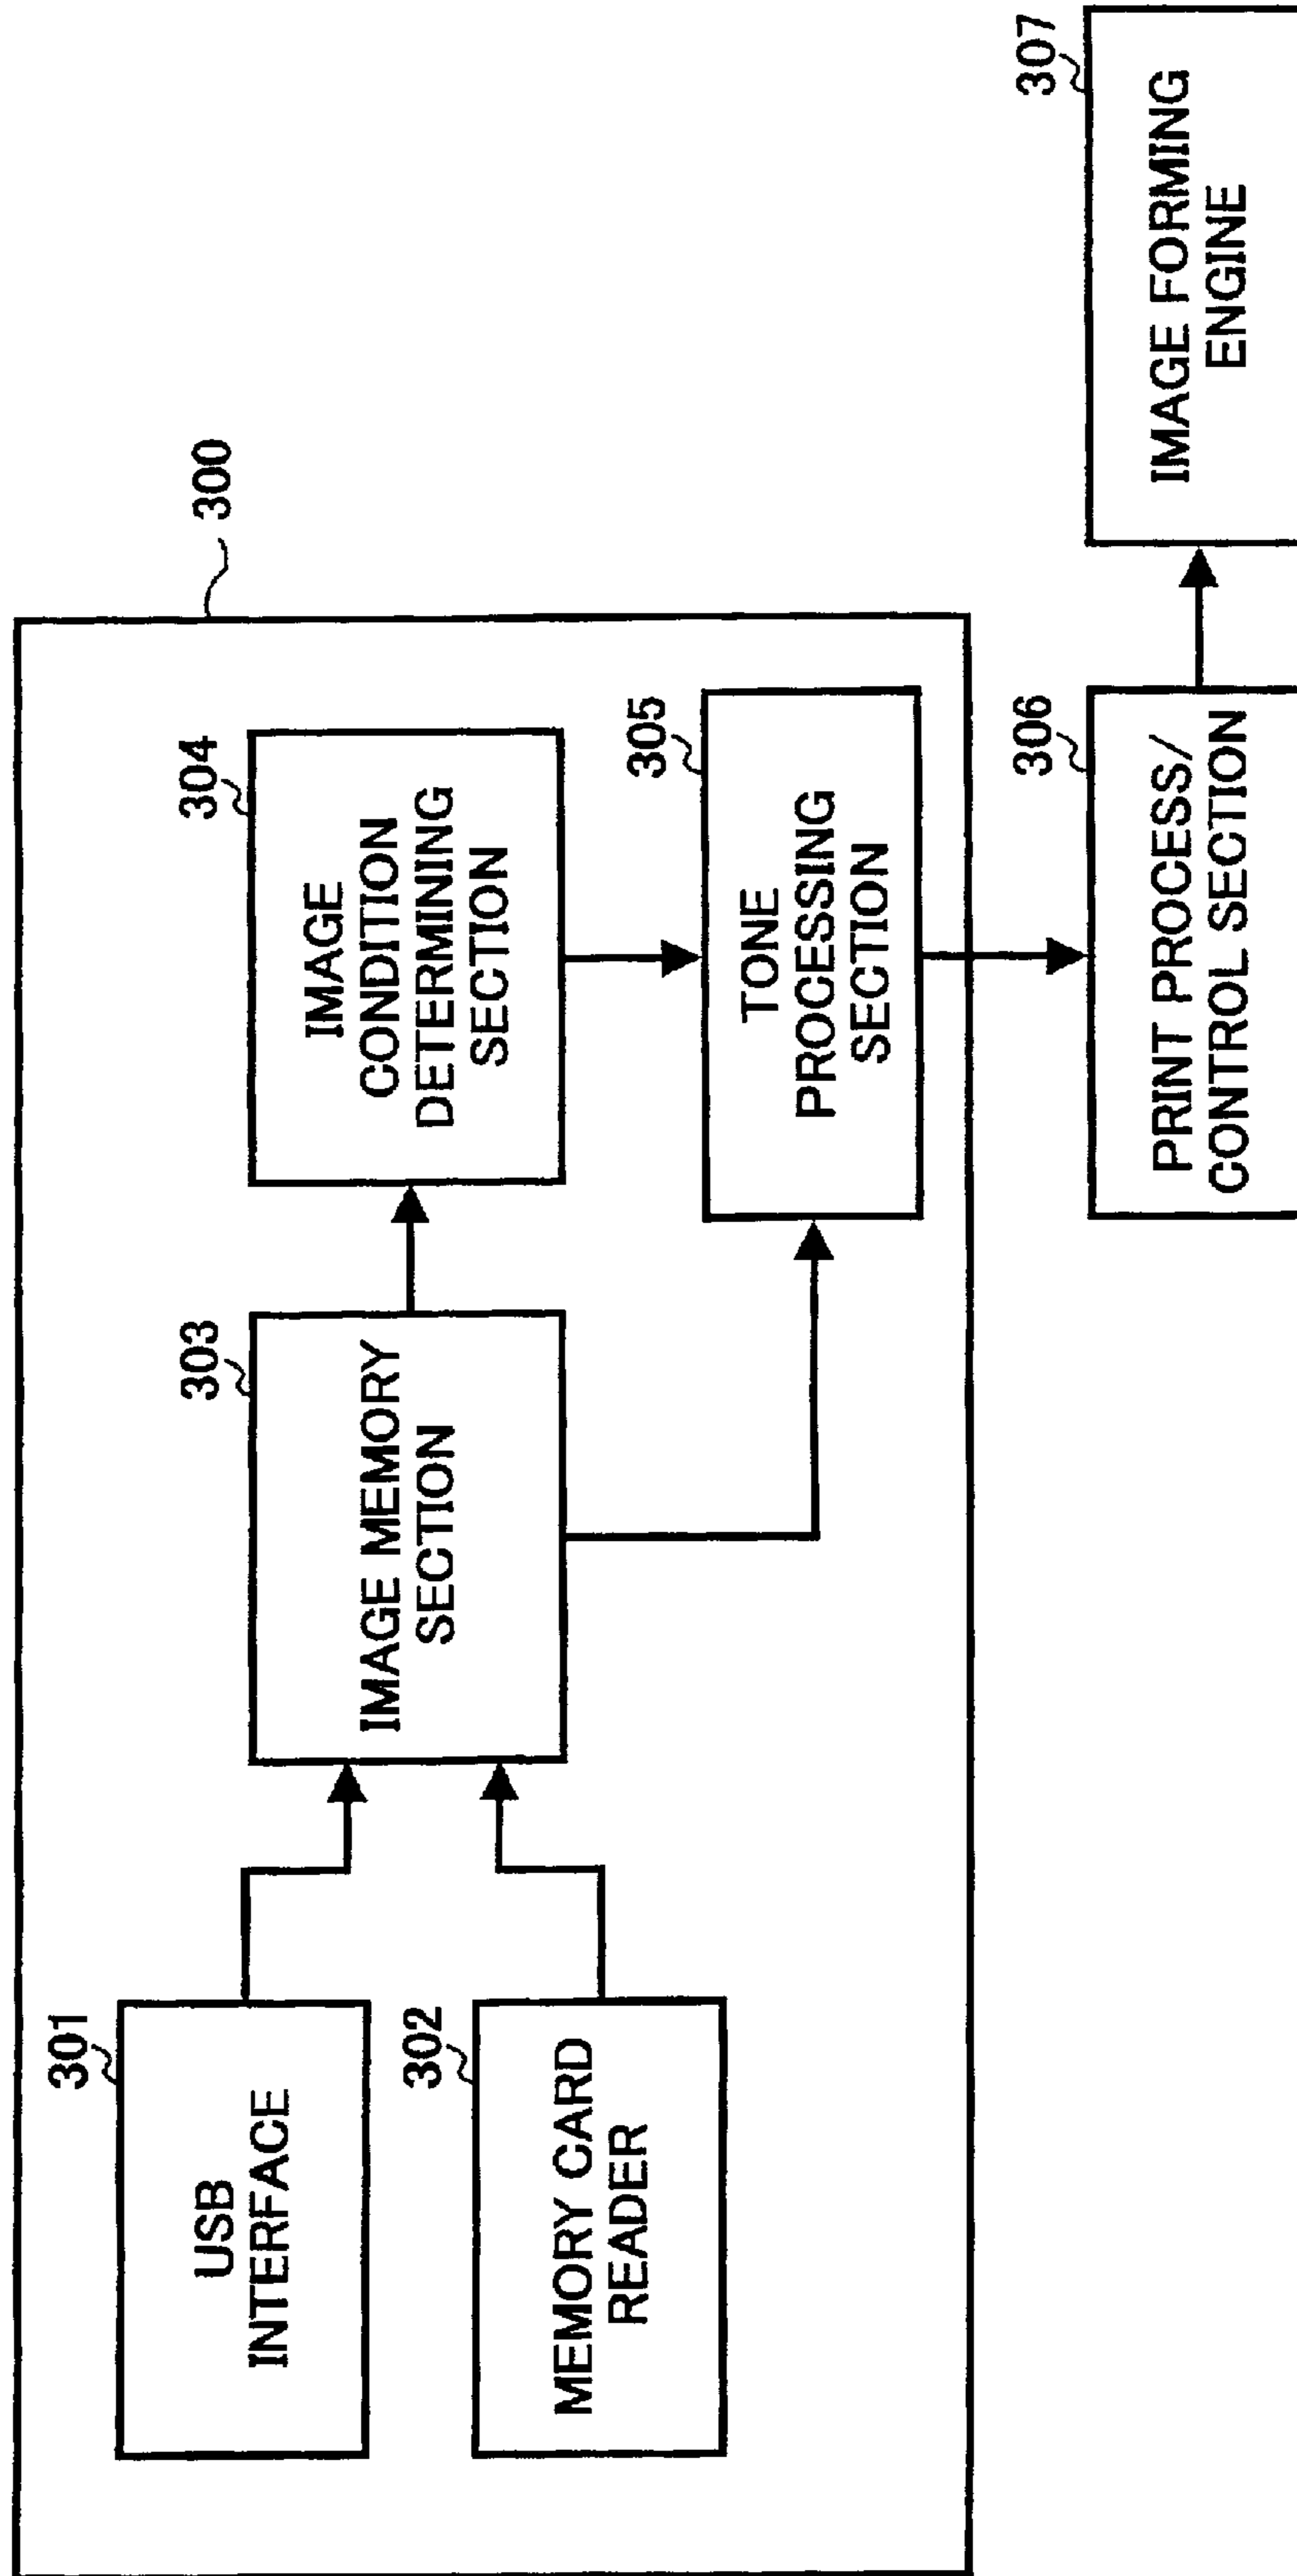 300
301
USB
INTERFACE
302
MEMORY CARD
READER
303
IMAGE MEMORY
SECTION
304
IMAGE
CONDITION
DETERMINING
SECTION
305
TONE
PROCESSING
SECTION
306
PRINT PROCESS/
CONTROL SECTION
307
IMAGE FORMING
ENGINE